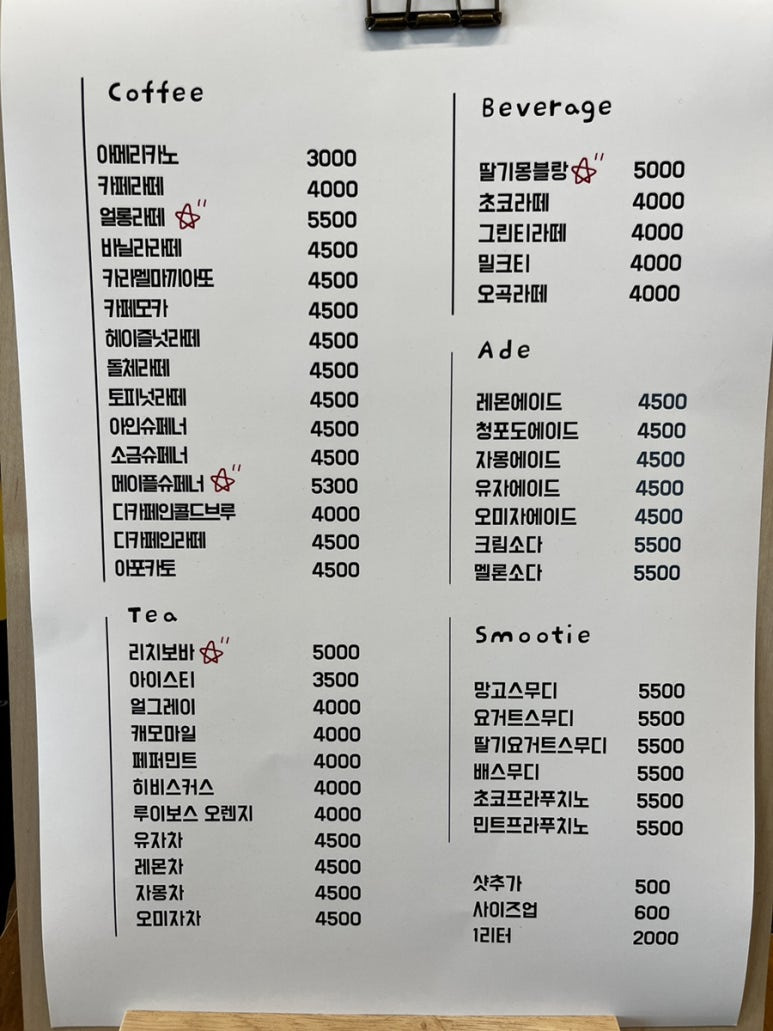 Coffee
아메리카노 3000
카페라떼 4000
얼롱라떼 5500
바닐라라떼 4500
카라멜마끼아또 4500
카페모카 4500
헤이즐넛라떼 4500
돌체라떼 4500
토피넛라떼 4500
아인슈페너 4500
소금슈페너 4500
메이플슈페너 5300
디카페인콜드브루 4000
디카페인라떼 4500
아포카토 4500
Tea
리치보바 5000
아이스티 3500
얼그레이 4000
캐모마일 4000
페퍼민트 4000
히비스커스 4000
루이보스 오렌지 4000
유자차 4500
레몬차 4500
자몽차 4500
오미자차 4500
Beverage
딸기몽블랑 5000
초코라떼 4000
그린티라떼 4000
밀크티 4000
오곡라떼 4000
Ade
레몬에이드 4500
청포도에이드 4500
자몽에이드 4500
유자에이드 4500
오미자에이드 4500
크림소다 5500
멜론소다 5500
Smootie
망고스무디 5500
요거트스무디 5500
딸기요거트스무디 5500
배스무디 5500
초코프라푸치노 5500
민트프라푸치노 5500
샷추가 500
사이즈업 600
1리터 2000